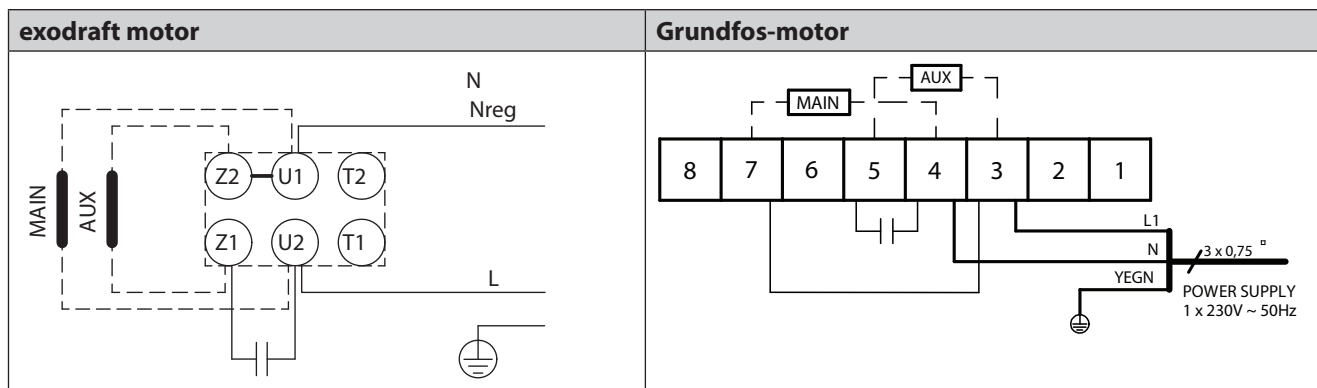 exodraft motor
N
Nreg
MAIN
AUX
Z2 U1 T2
Z1 U2 T1
L
Grundfos-motor
AUX
MAIN
8 7 6 5 4 3 2 1
L1
N
3 x 0,75 □
YEGN
POWER SUPPLY
1 x 230V ~ 50Hz